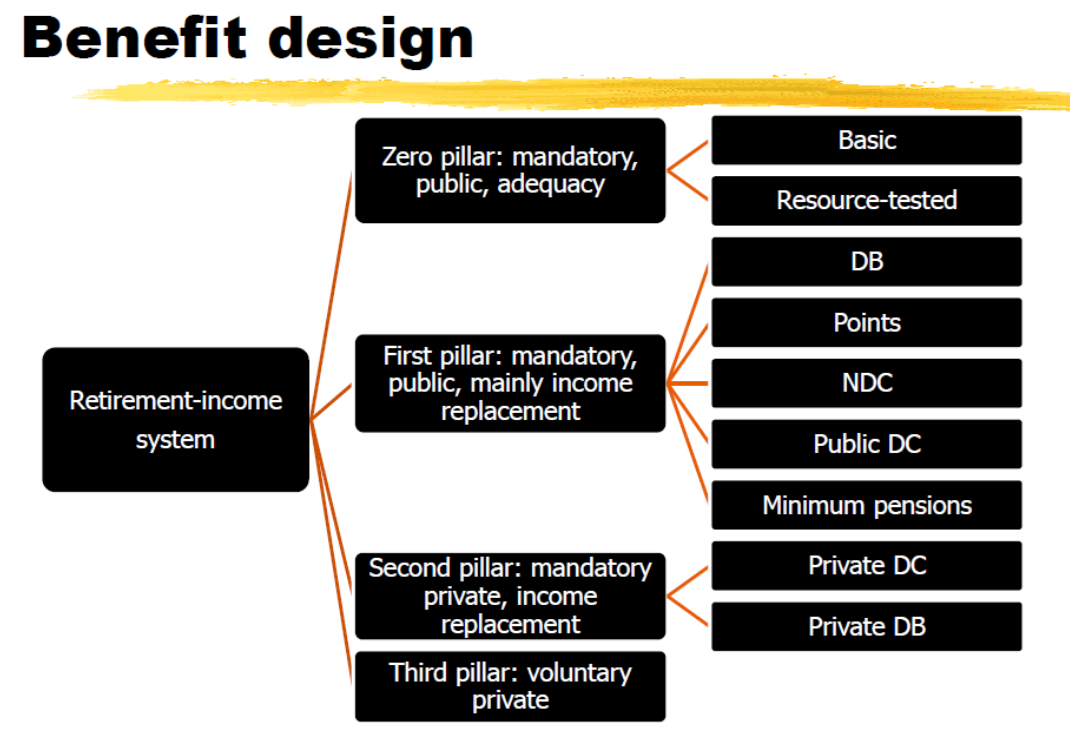 Benefit design
Zero pillar: mandatory,
public, adequacy
Basic
Resource-tested
Retirement-income
system
First pillar: mandatory,
public, mainly income
replacement
DB
Points
NDC
Public DC
Minimum pensions
Second pillar: mandatory
private, income
replacement
Private DC
Private DB
Third pillar: voluntary
private